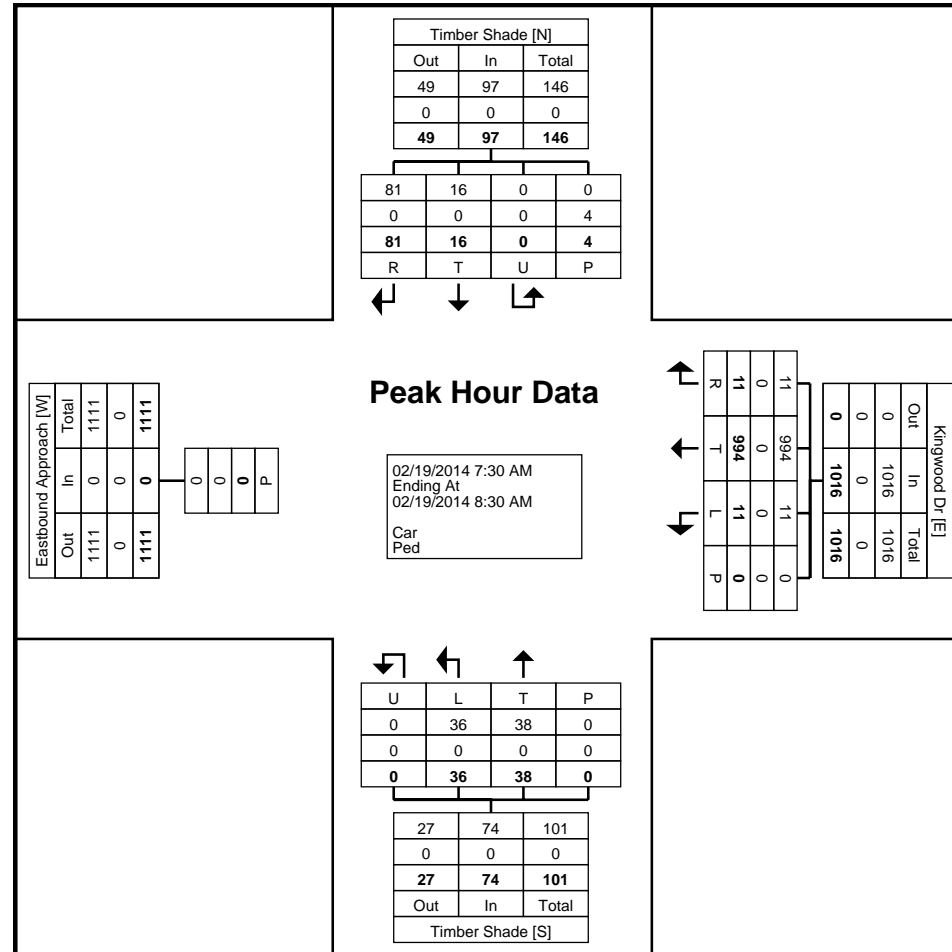 Timber Shade [N]
Out In Total
49 97 146
0 0 0
49 97 146
81 16 0 0
0 0 0 4
81 16 0 4
R T U P
Peak Hour Data
02/19/2014 7:30 AM
Ending At
02/19/2014 8:30 AM
Car
Ped
Eastbound Approach [W]
Out In Total
1111 0 1111
0 0 0
1111 0 1111
0
0
0
P
Kingwood Dr [E]
Out In Total
0 1016 1016
0 0 0
0 1016 1016
11 994 11 0
0 0 0 0
11 994 11 0
R T L P
U L T P
0 36 38 0
0 0 0 0
0 36 38 0
27 74 101
0 0 0
27 74 101
Out In Total
Timber Shade [S]